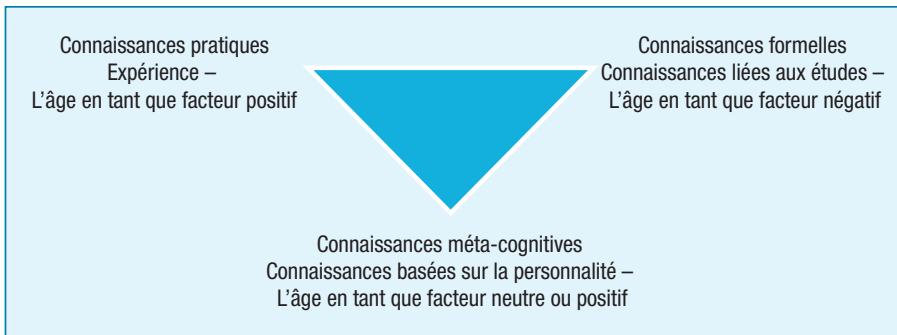 Connaissances pratiques
Expérience –
L’âge en tant que facteur positif
Connaissances formelles
Connaissances liées aux études –
L’âge en tant que facteur négatif
Connaissances méta-cognitives
Connaissances basées sur la personnalité –
L’âge en tant que facteur neutre ou positif